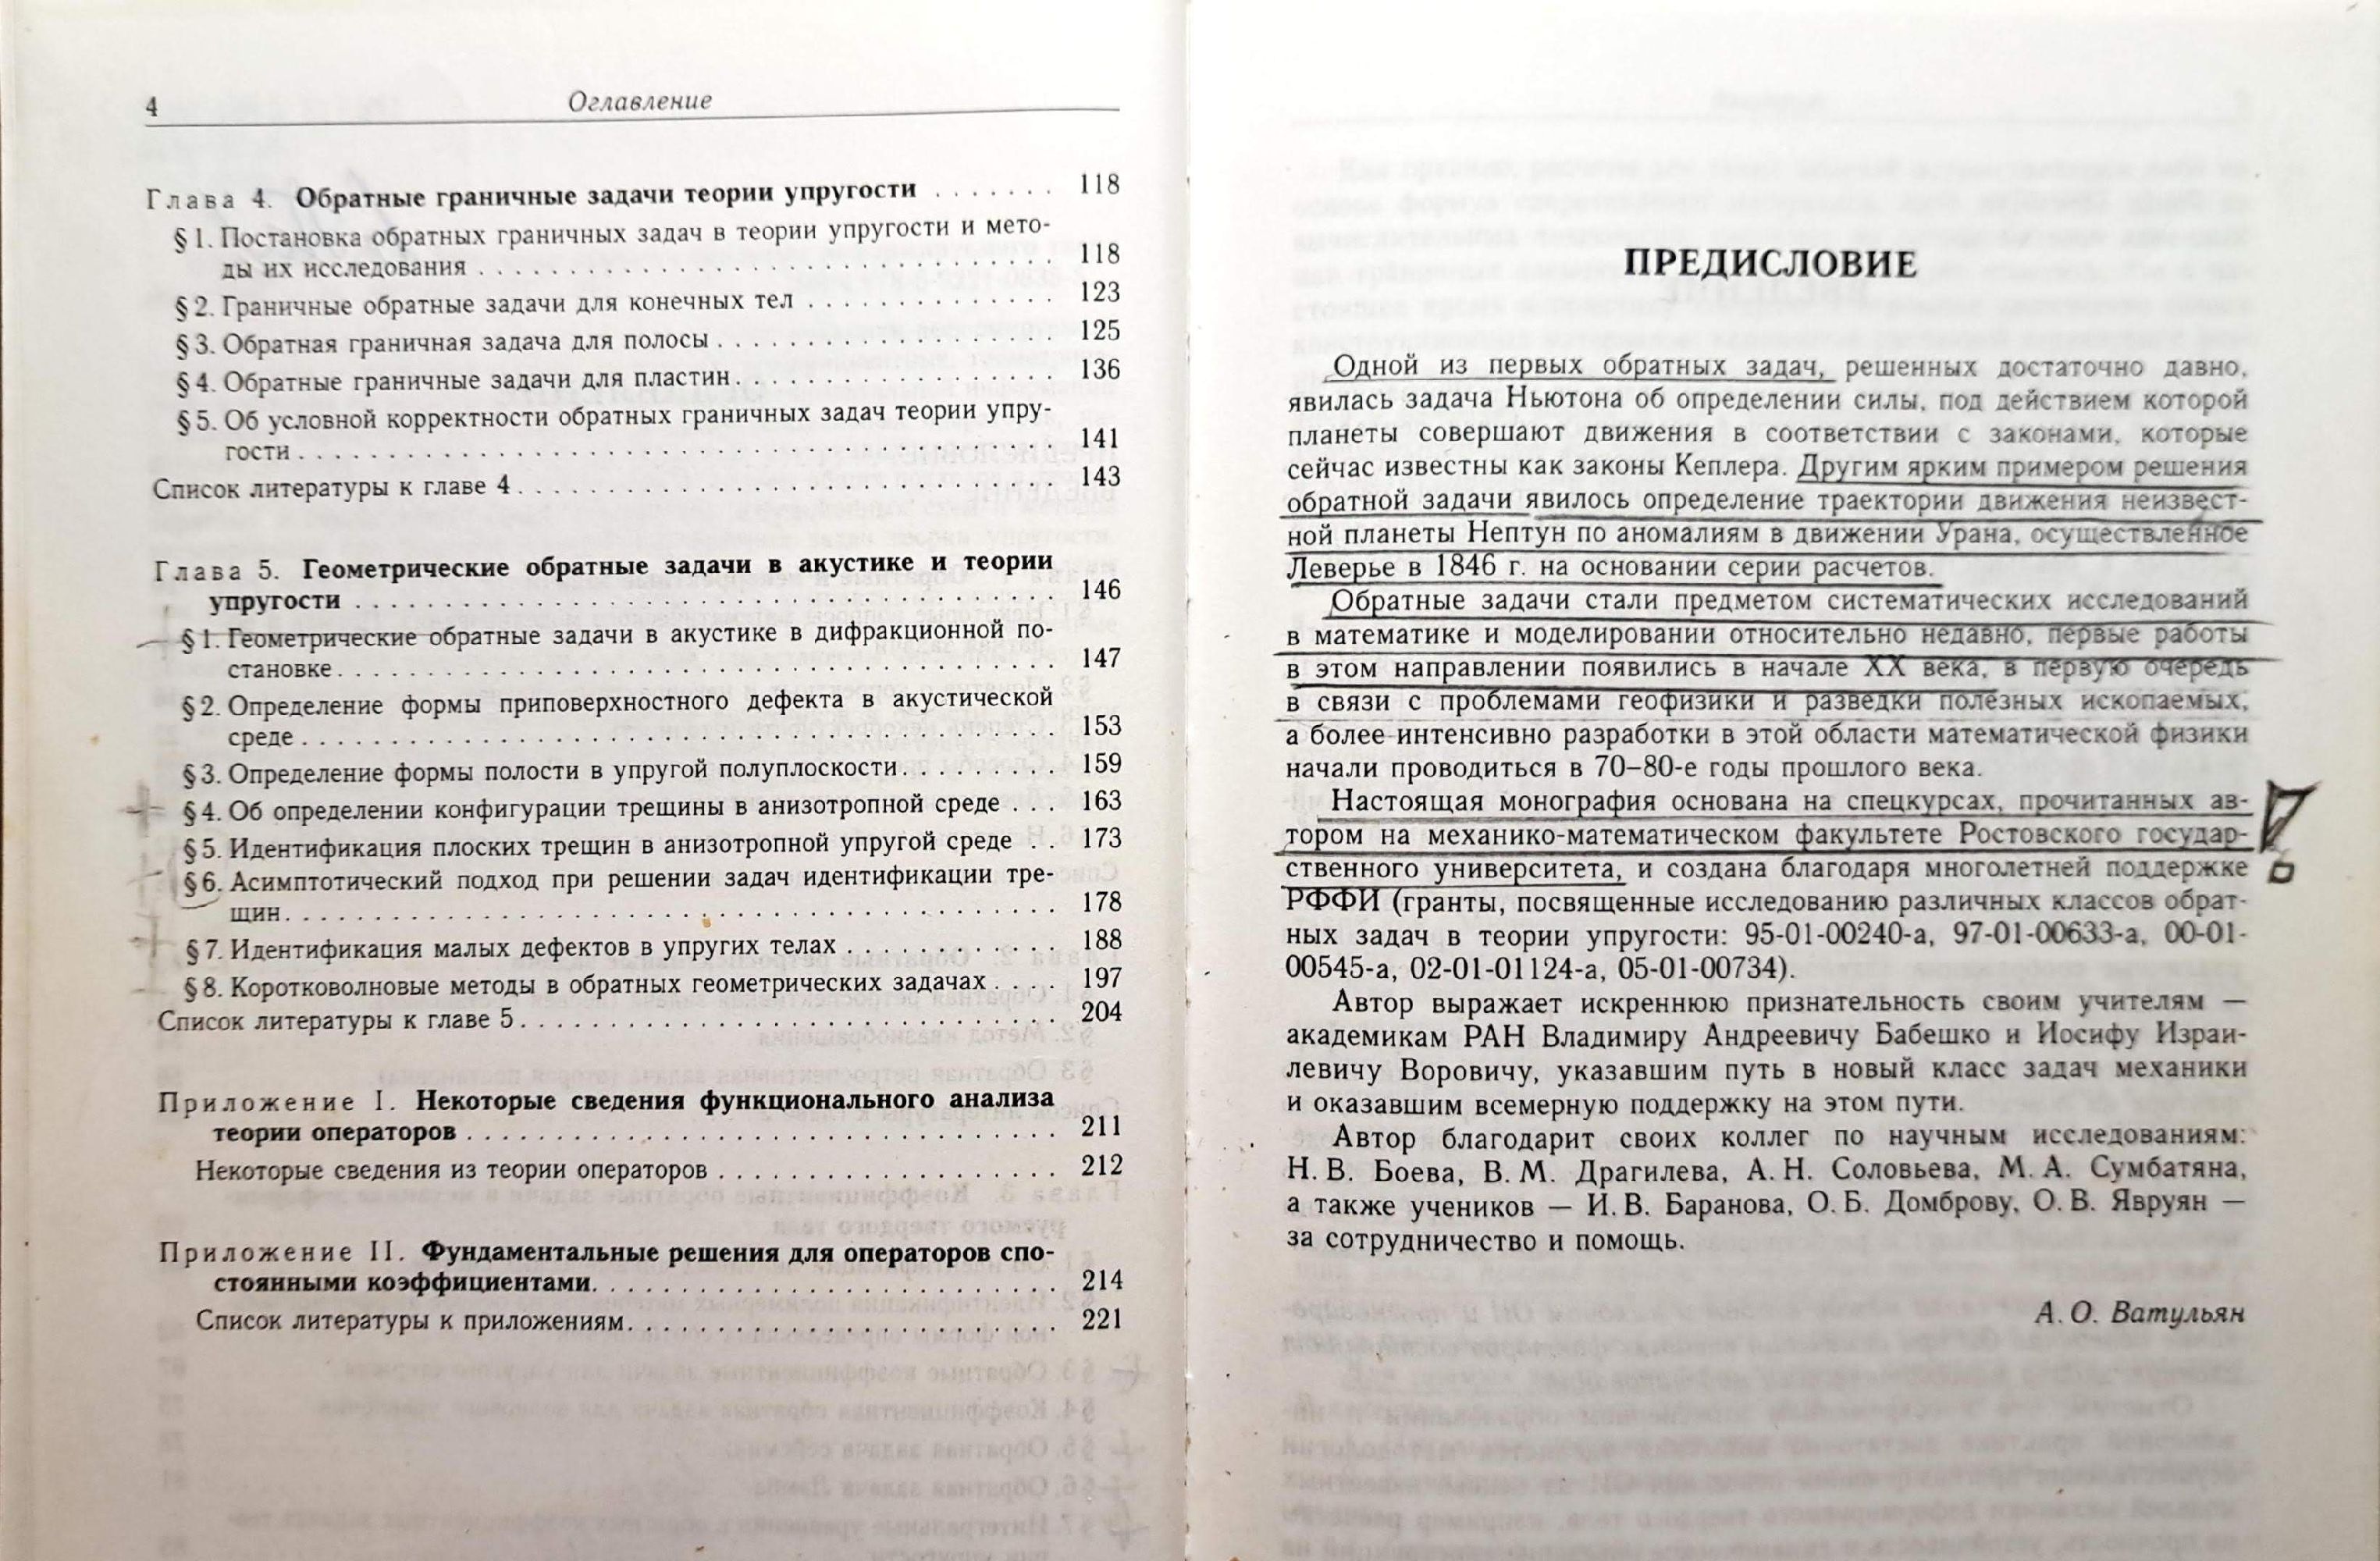 4
Оглавление
Глава 4. Обратные граничные задачи теории упругости . . . . . . . 118
§ 1. Постановка обратных граничных задач в теории упругости и мето-
ды их исследования . . . . . . . . . . . . . . . . . . . . . . . . . . . . . . 118
§ 2. Граничные обратные задачи для конечных тел . . . . . . . . . . . . . 123
§ 3. Обратная граничная задача для полосы . . . . . . . . . . . . . . . . . . 125
§ 4. Обратные граничные задачи для пластин. . . . . . . . . . . . . . . . . 136
§ 5. Об условной корректности обратных граничных задач теории упру-
гости . . . . . . . . . . . . . . . . . . . . . . . . . . . . . . . . . . . . . . . 141
Список литературы к главе 4. . . . . . . . . . . . . . . . . . . . . . . . . . . . 143
Глава 5. Геометрические обратные задачи в акустике и теории
упругости . . . . . . . . . . . . . . . . . . . . . . . . . . . . . . . . . . . . 146
§ 1. Геометрические обратные задачи в акустике в дифракционной по-
становке. . . . . . . . . . . . . . . . . . . . . . . . . . . . . . . . . . . . . 147
§ 2. Определение формы приповерхностного дефекта в акустической
среде . . . . . . . . . . . . . . . . . . . . . . . . . . . . . . . . . . . . . . . 153
§ 3. Определение формы полости в упругой полуплоскости. . . . . . . . . 159
§ 4. Об определении конфигурации трещины в анизотропной среде . . . 163
§ 5. Идентификация плоских трещин в анизотропной упругой среде . . 173
§ 6. Асимптотический подход при решении задач идентификации тре-
щин. . . . . . . . . . . . . . . . . . . . . . . . . . . . . . . . . . . . . . . . 178
§ 7. Идентификация малых дефектов в упругих телах . . . . . . . . . . . . 188
§ 8. Коротковолновые методы в обратных геометрических задачах . . . . 197
Список литературы к главе 5. . . . . . . . . . . . . . . . . . . . . . . . . . . . 204
Приложение I. Некоторые сведения функционального анализа
теории операторов . . . . . . . . . . . . . . . . . . . . . . . . . . . . . . . 211
Некоторые сведения из теории операторов . . . . . . . . . . . . . . . . . . 212
Приложение II. Фундаментальные решения для операторов спо-
стоянными коэффициентами. . . . . . . . . . . . . . . . . . . . . . . . . 214
Список литературы к приложениям. . . . . . . . . . . . . . . . . . . . . . . 221
ПРЕДИСЛОВИЕ
Одной из первых обратных задач, решенных достаточно давно,
явилась задача Ньютона об определении силы, под действием которой
планеты совершают движения в соответствии с законами, которые
сейчас известны как законы Кеплера. Другим ярким примером решения
обратной задачи явилось определение траектории движения неизвест-
ной планеты Нептун по аномалиям в движении Урана, осуществленное
Леверье в 1846 г. на основании серии расчетов.
Обратные задачи стали предметом систематических исследований
в математике и моделировании относительно недавно, первые работы
в этом направлении появились в начале XX века, в первую очередь
в связи с проблемами геофизики и разведки полезных ископаемых,
а более интенсивно разработки в этой области математической физики
начали проводиться в 70–80-е годы прошлого века.
Настоящая монография основана на спецкурсах, прочитанных ав-
тором на механико-математическом факультете Ростовского государ-
ственного университета, и создана благодаря многолетней поддержке
РФФИ (гранты, посвященные исследованию различных классов обрат-
ных задач в теории упругости: 95-01-00240-а, 97-01-00633-а, 00-01-
00545-а, 02-01-01124-а, 05-01-00734).
Автор выражает искреннюю признательность своим учителям —
академикам РАН Владимиру Андреевичу Бабешко и Иосифу Израи-
левичу Воровичу, указавшим путь в новый класс задач механики
и оказавшим всемерную поддержку на этом пути.
Автор благодарит своих коллег по научным исследованиям:
Н. В. Боева, В. М. Драгилева, А. Н. Соловьева, М. А. Сумбатяна,
а также учеников — И. В. Баранова, О. Б. Домброву, О. В. Явруян —
за сотрудничество и помощь.
А. О. Ватульян